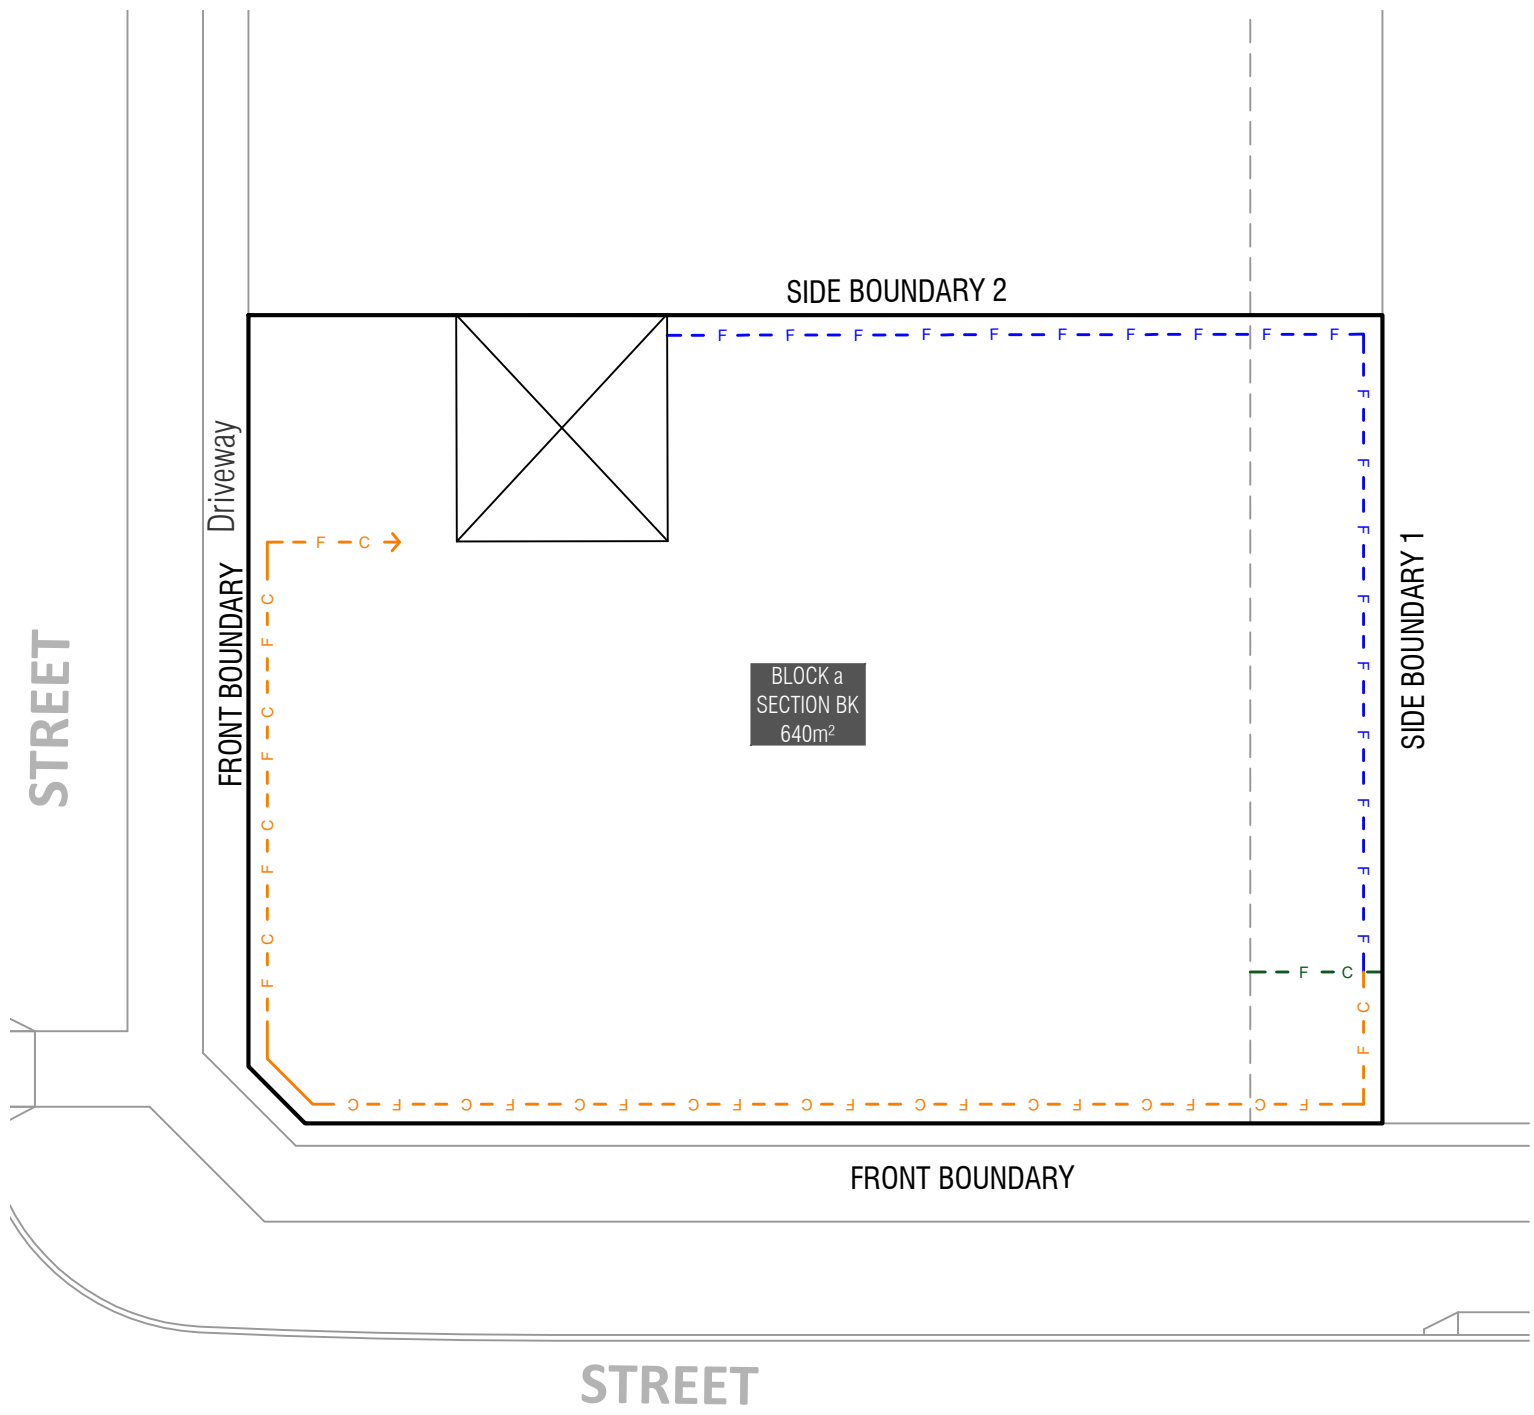 SIDE BOUNDARY 2
F F F F F F F F F F
Driveway
F C
FRONT BOUNDARY
C F C F C F C F
STREET
BLOCK a
SECTION BK
640m²
SIDE BOUNDARY 1
F F F F F F F F F
F C
C F
C F C F C F C F C F C F C F C F C F
FRONT BOUNDARY
STREET